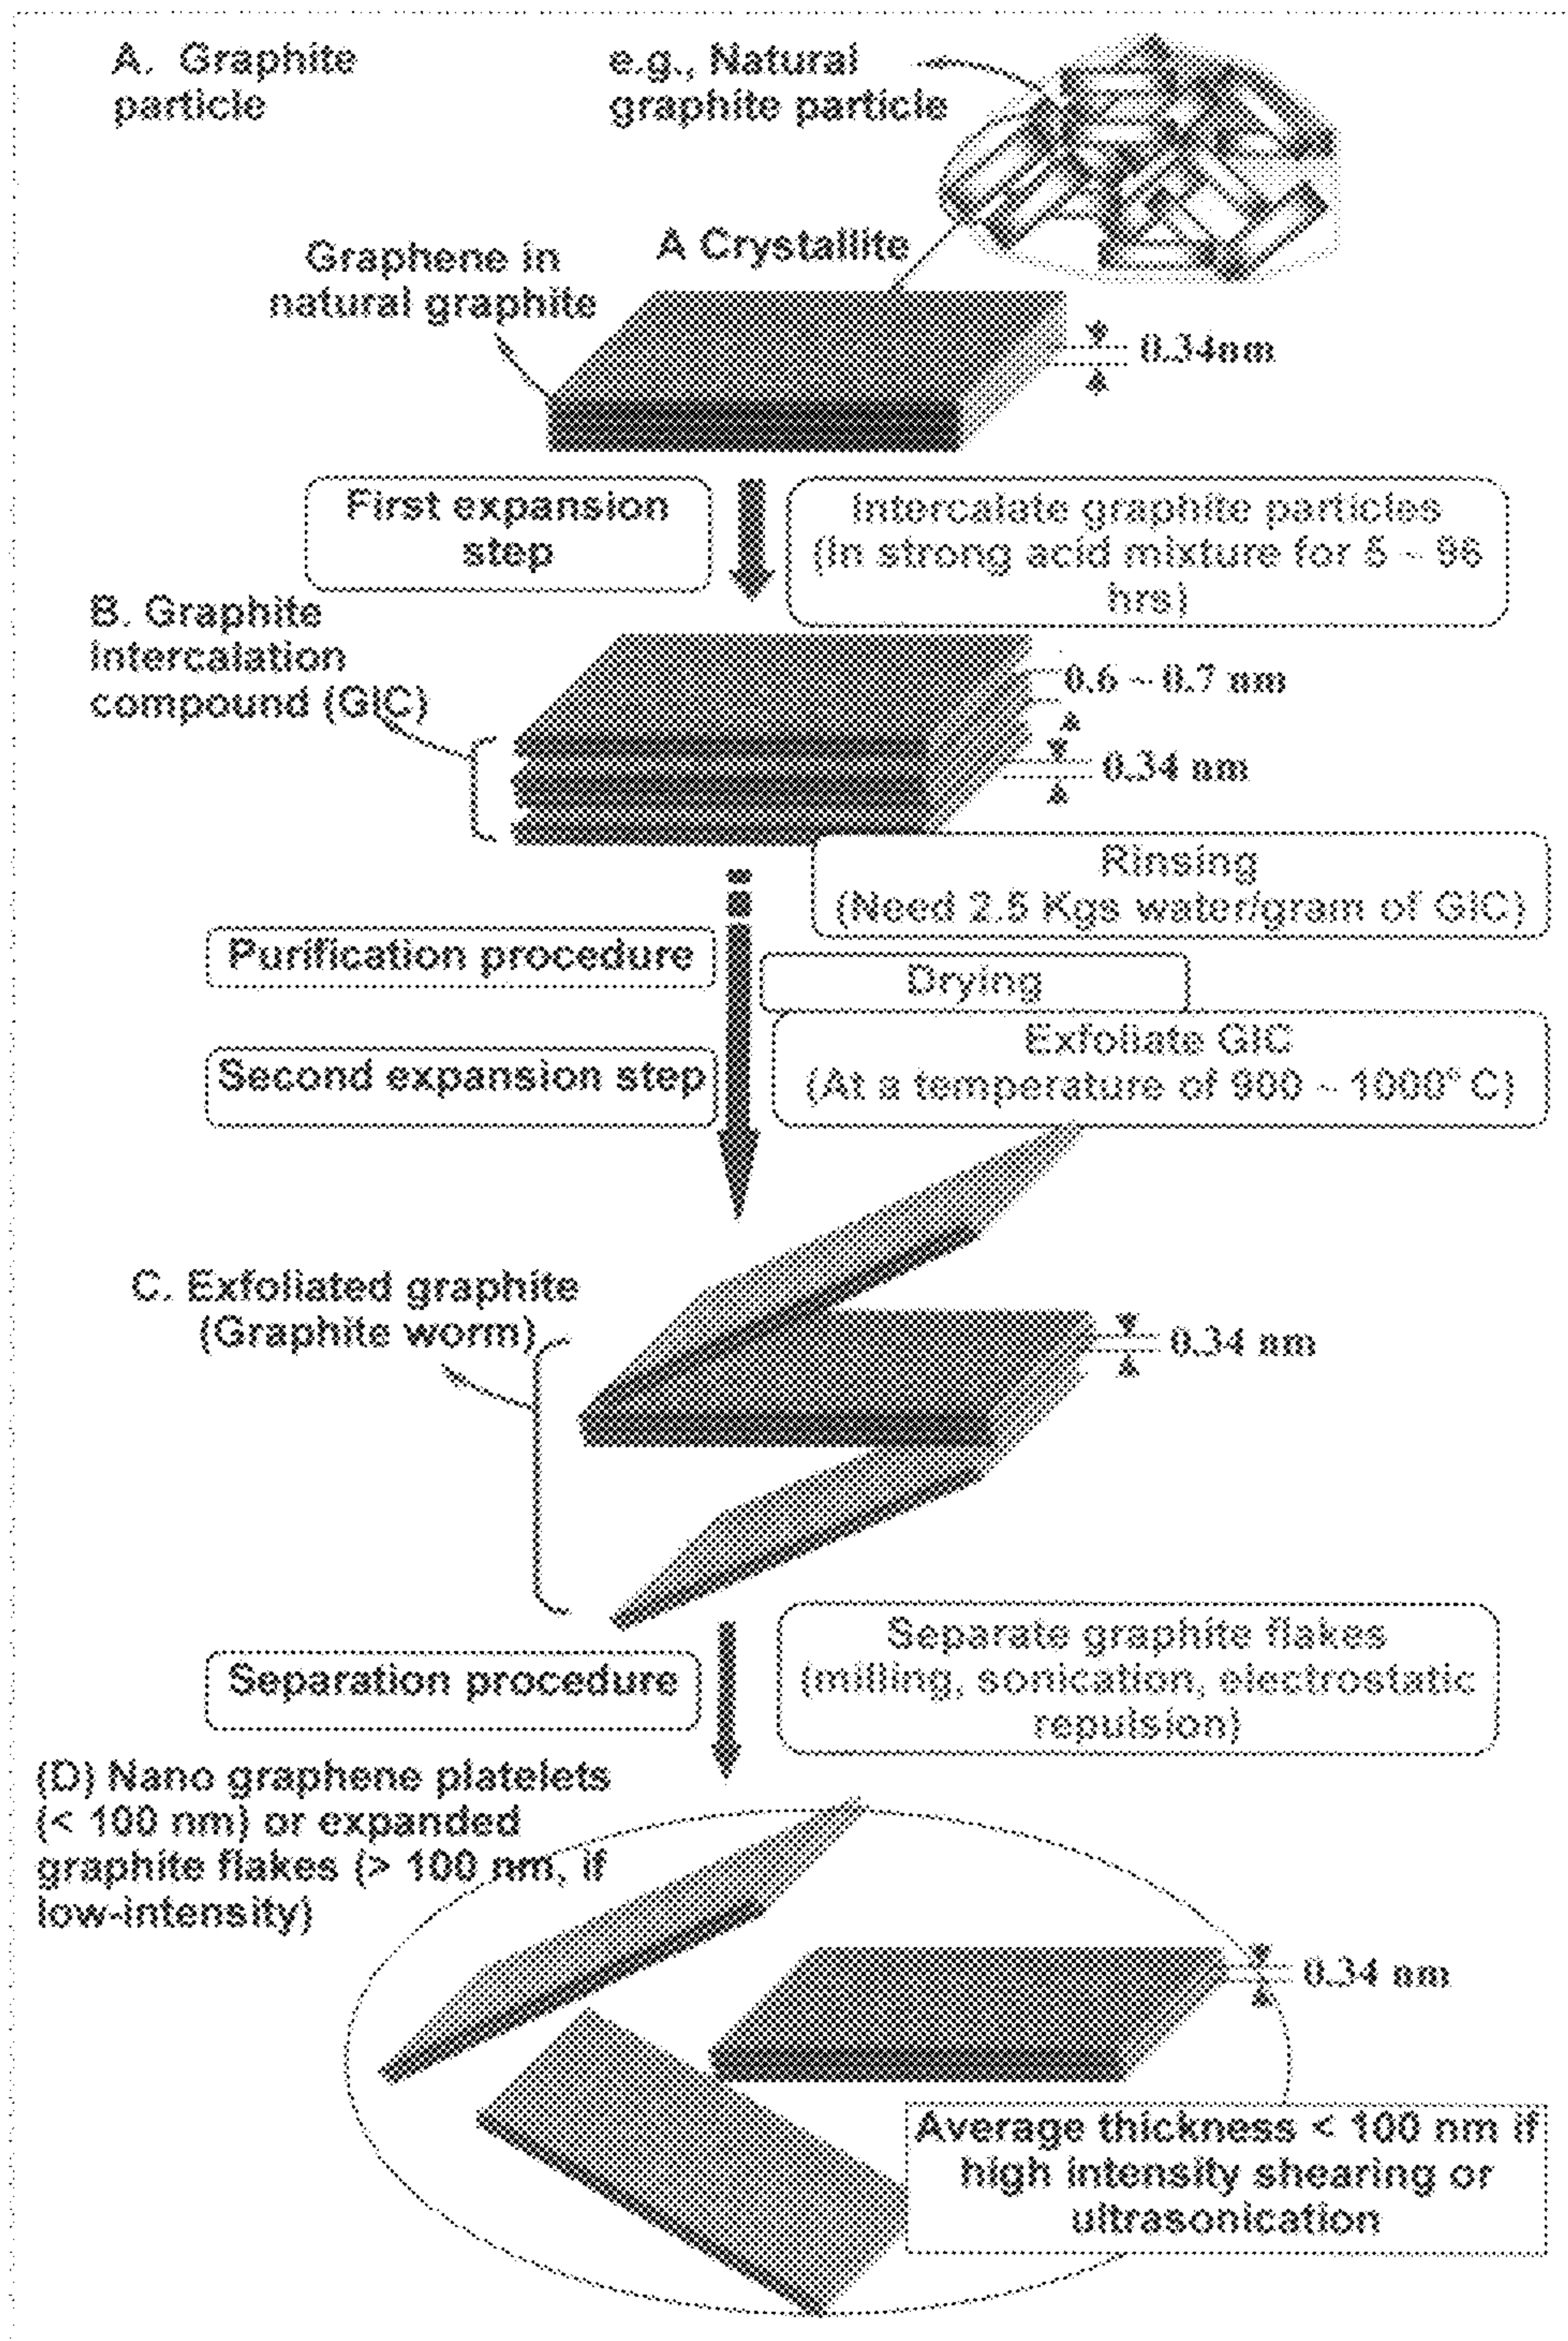 A. Graphite
particle
e.g., Natural
graphite particle
A Crystallite
Graphene in
natural graphite
0.34nm
First expansion
step
Intercalate graphite particles
(in strong acid mixture for 5 ~ 96
hrs)
B. Graphite
intercalation
compound (GIC)
0.6 ~ 0.7 nm
0.34 nm
Rinsing
(Need 2.5 Kgs water/gram of GIC)
Purification procedure
Drying
Exfoliate GIC
(At a temperature of 900 ~ 1000° C)
Second expansion step
C. Exfoliated graphite
(Graphite worm)
0.34 nm
Separation procedure
Separate graphite flakes
(milling, sonication, electrostatic
repulsion)
(D) Nano graphene platelets
(< 100 nm) or expanded
graphite flakes (> 100 nm, if
low-intensity)
0.34 nm
Average thickness < 100 nm if
high intensity shearing or
ultrasonication